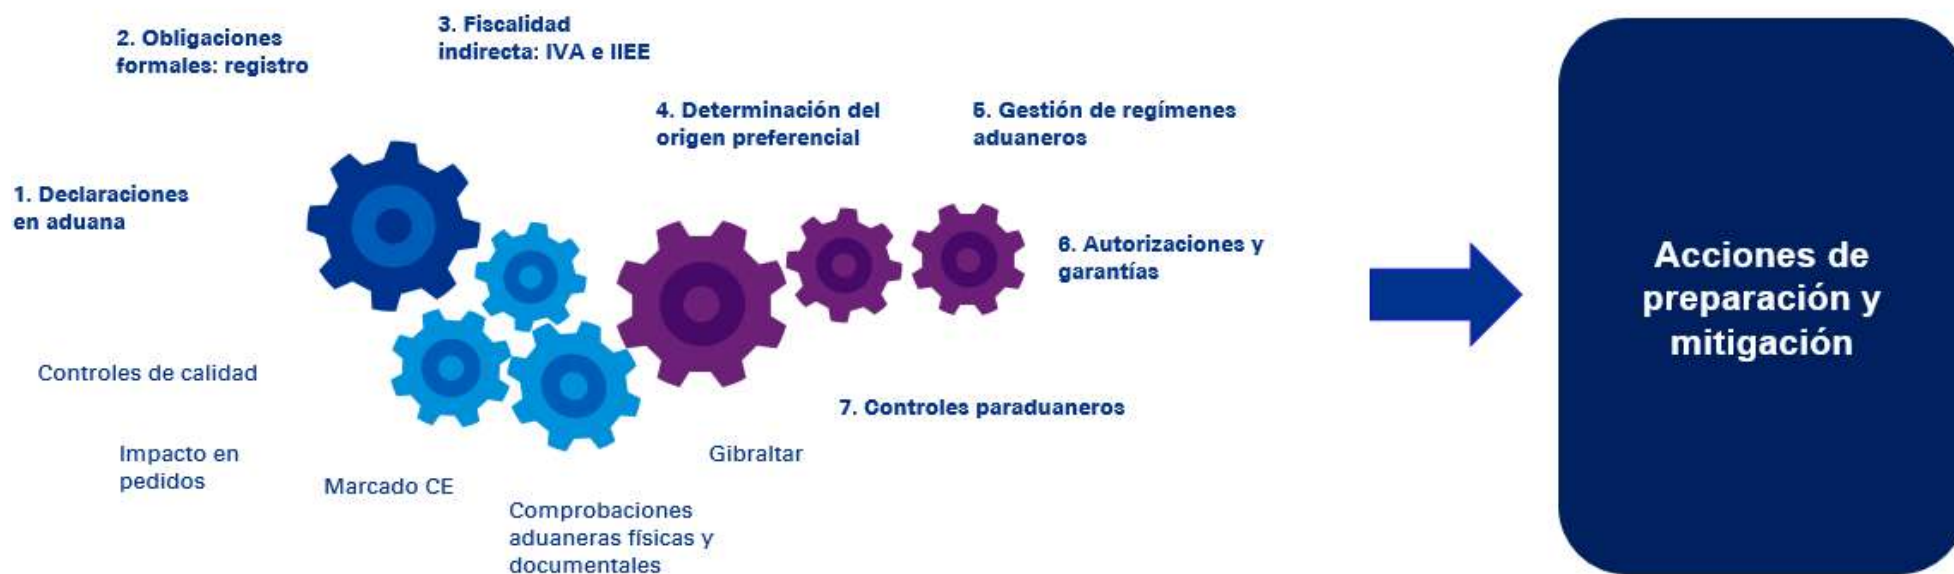 1. Declaraciones
en aduana
2. Obligaciones
formales: registro
3. Fiscalidad
indirecta: IVA e IIEE
4. Determinación del
origen preferencial
5. Gestión de regímenes
aduaneros
6. Autorizaciones y
garantías
7. Controles paraduaneros
Controles de calidad
Impacto en
pedidos
Marcado CE
Comprobaciones
aduaneras físicas y
documentales
Gibraltar
Acciones de
preparación y
mitigación